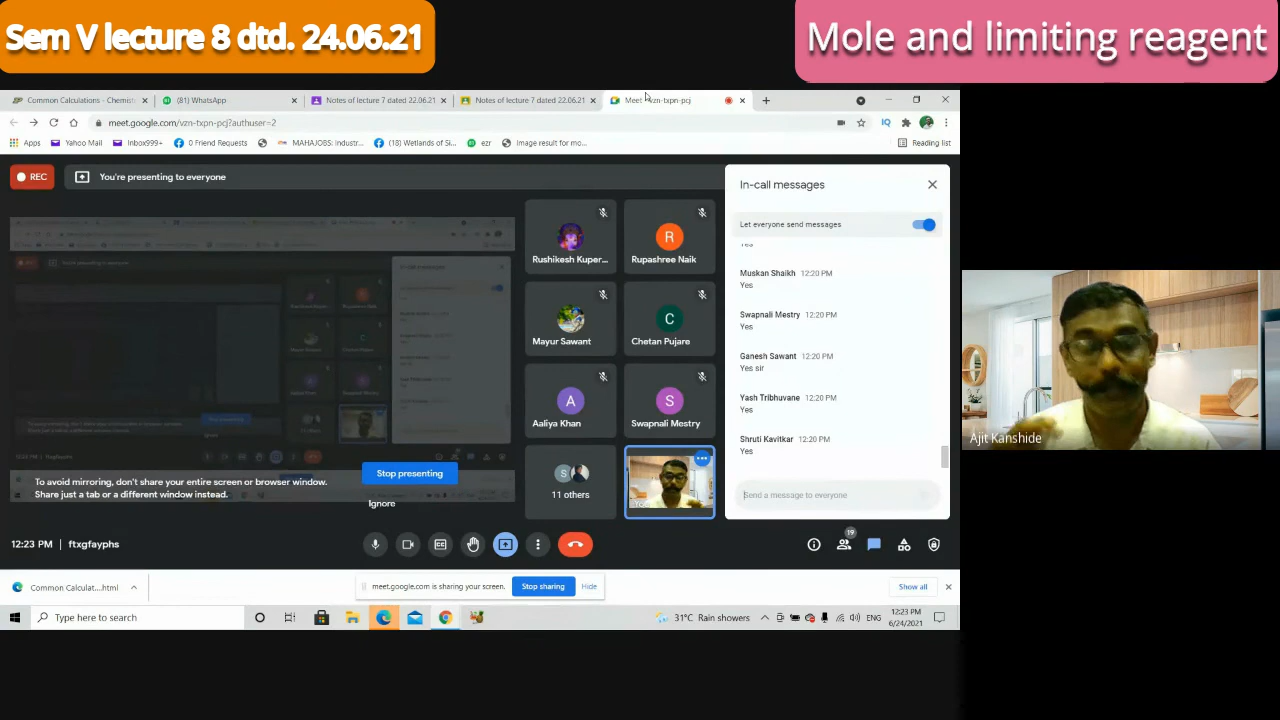 Sem V lecture 8 dtd. 24.06.21
Mole and limiting reagent
Common Calculations - Chemist
(81) WhatsApp
Notes of lecture 7 dated 22.06.21
Notes of lecture 7 dated 22.06.21
Meet - vzn-txpn-pcj
meet.google.com/vzn-txpn-pcj?authuser=2
Apps
Yahoo Mail
Inbox999+
0 Friend Requests
MAHAJOBS: Industr...
(18) Wetlands of Si...
ezr
Image result for mo...
Reading list
REC
You're presenting to everyone
In-call messages
Let everyone send messages
Yes
Muskan Shaikh 12:20 PM
Yes
Swapnali Mestry 12:20 PM
Yes
Ganesh Sawant 12:20 PM
Yes sir
Yash Tribhuvane 12:20 PM
Yes
Shruti Kavitkar 12:20 PM
Yes
Send a message to everyone
Rushikesh Kuper...
R
Rupashree Naik
Mayur Sawant
C
Chetan Pujare
A
Aaliya Khan
S
Swapnali Mestry
S
11 others
Stop presenting
To avoid mirroring, don't share your entire screen or browser window.
Share just a tab or a different window instead.
Ignore
Ajit Kanshide
12:23 PM | ftxgfayphs
19
Common Calculat....html
meet.google.com is sharing your screen.
Stop sharing
Hide
Show all
Type here to search
31°C Rain showers
ENG
12:23 PM
6/24/2021